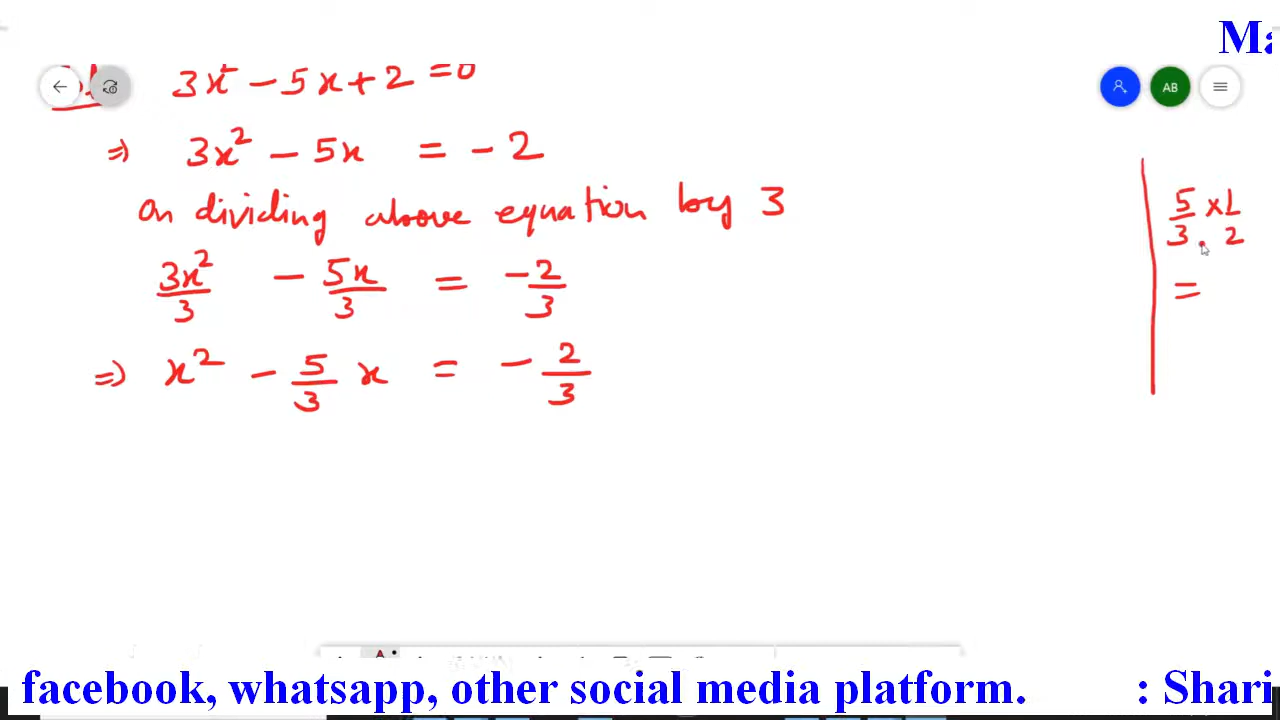 Ma
3x² - 5x + 2 = 0
AB
⇒ 3x² - 5x = - 2
On dividing above equation by 3
3x²/3 - 5x/3 = -2/3
⇒ x² - 5/3 x = - 2/3
5/3 × 1/2
=
facebook, whatsapp, other social media platform. : Shari